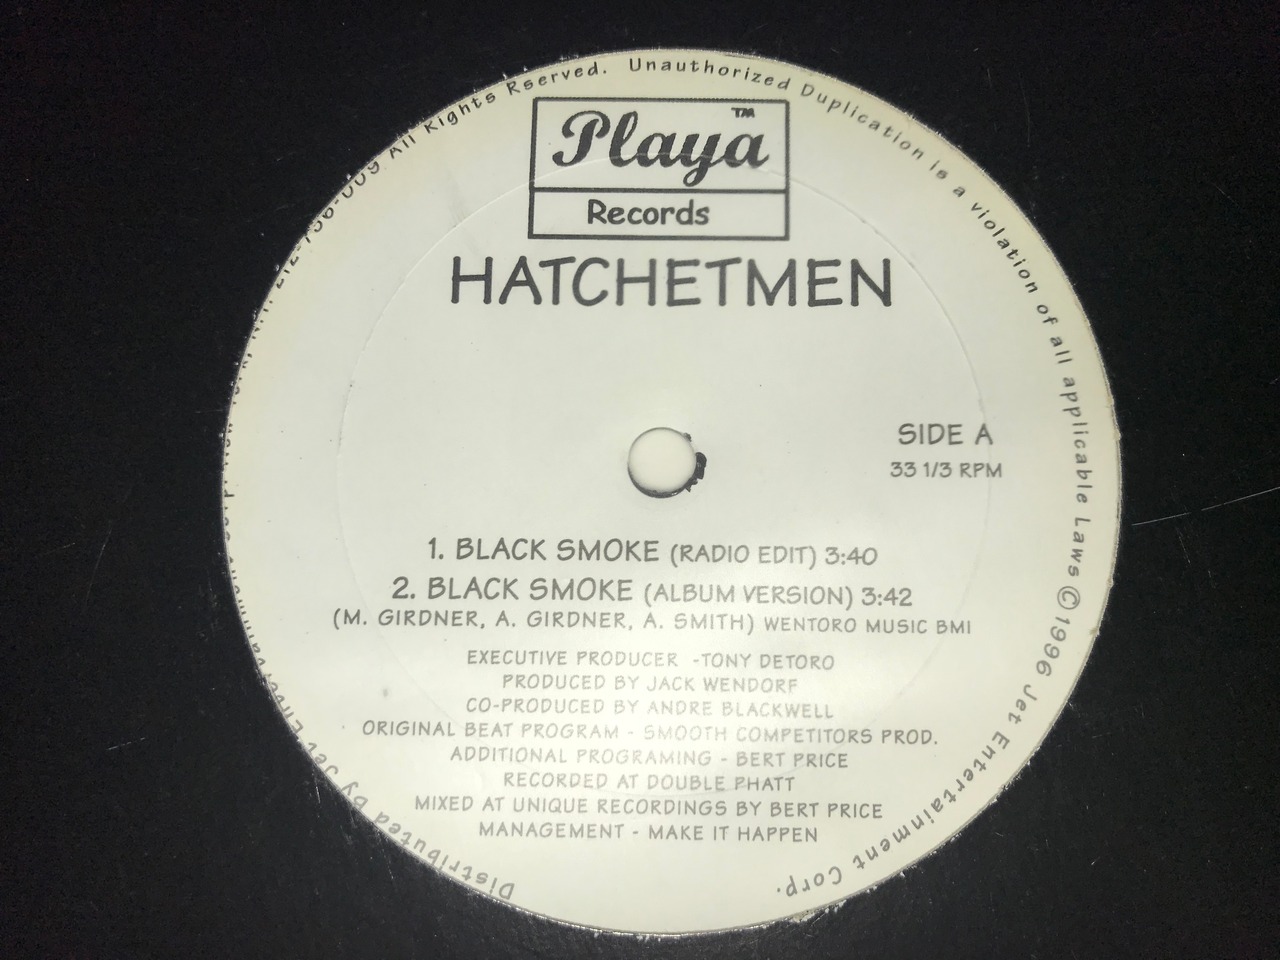 Playa™
Records
HATCHETMEN
SIDE A
33 1/3 RPM
1. BLACK SMOKE (RADIO EDIT) 3:40
2. BLACK SMOKE (ALBUM VERSION) 3:42
(M. GIRDNER, A. GIRDNER, A. SMITH) WENTORO MUSIC BMI
EXECUTIVE PRODUCER -TONY DETORO
PRODUCED BY JACK WENDORF
CO-PRODUCED BY ANDRE BLACKWELL
ORIGINAL BEAT PROGRAM - SMOOTH COMPETITORS PROD.
ADDITIONAL PROGRAMING - BERT PRICE
RECORDED AT DOUBLE PHATT
MIXED AT UNIQUE RECORDINGS BY BERT PRICE
MANAGEMENT - MAKE IT HAPPEN
Distributed by Jet All Rights Rserved. Unauthorized Duplication is a violation of all applicable Laws ©1996 Jet Entertainment Corp.